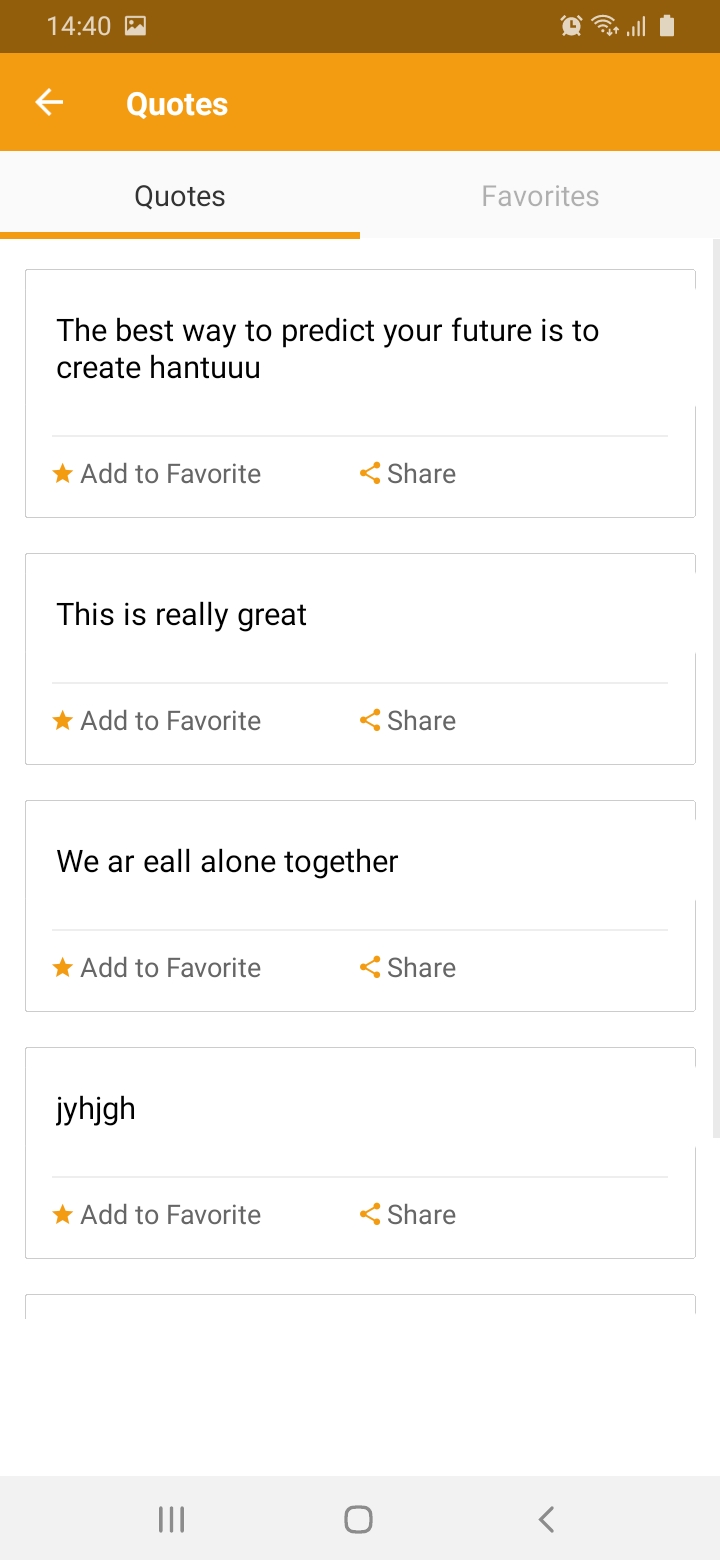 14:40
Quotes
Quotes
Favorites
The best way to predict your future is to
create hantuuu
Add to Favorite
Share
This is really great
Add to Favorite
Share
We ar eall alone together
Add to Favorite
Share
jyhjgh
Add to Favorite
Share